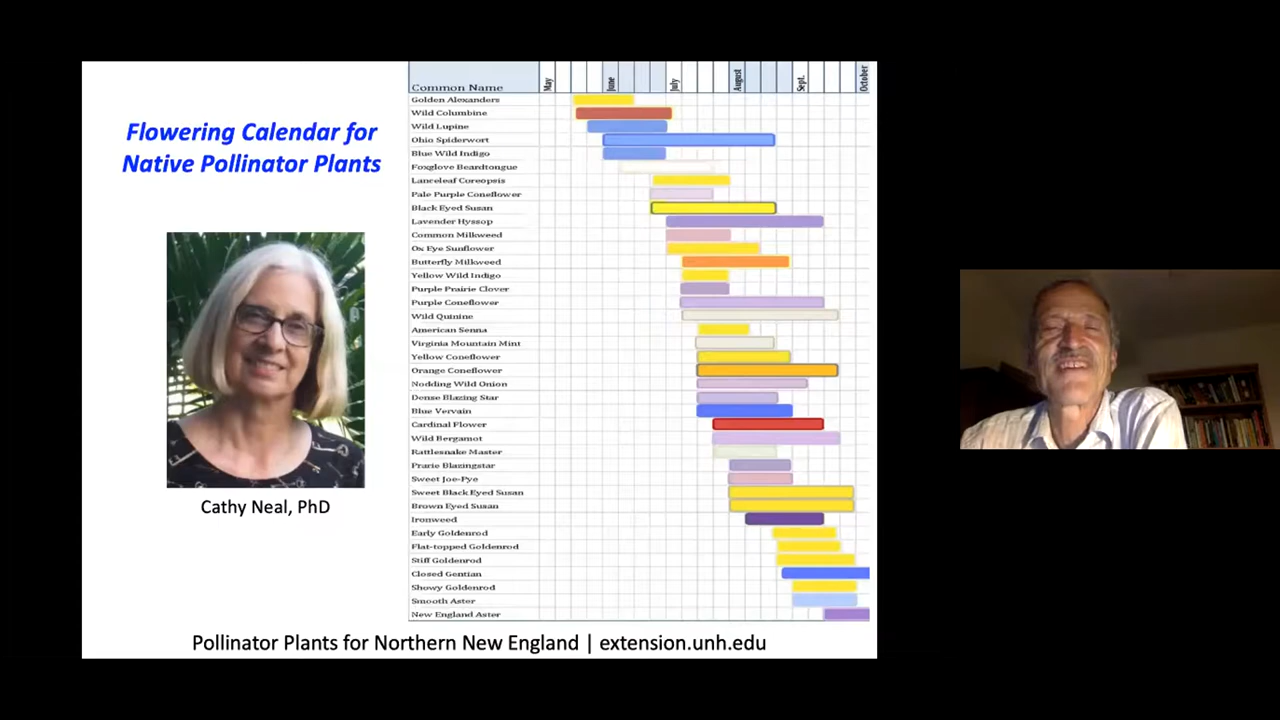 Flowering Calendar for
Native Pollinator Plants
Cathy Neal, PhD
Common Name
May
June
July
August
Sept.
October
Golden Alexanders
Wild Columbine
Wild Lupine
Ohio Spiderwort
Blue Wild Indigo
Foxglove Beardtongue
Lanceleaf Coreopsis
Pale Purple Coneflower
Black Eyed Susan
Lavender Hyssop
Common Milkweed
Ox Eye Sunflower
Butterfly Milkweed
Yellow Wild Indigo
Purple Prairie Clover
Purple Coneflower
Wild Quinine
American Senna
Virginia Mountain Mint
Yellow Coneflower
Orange Coneflower
Nodding Wild Onion
Dense Blazing Star
Blue Vervain
Cardinal Flower
Wild Bergamot
Rattlesnake Master
Prarie Blazingstar
Sweet Joe-Pye
Sweet Black Eyed Susan
Brown Eyed Susan
Ironweed
Early Goldenrod
Flat-topped Goldenrod
Stiff Goldenrod
Closed Gentian
Showy Goldenrod
Smooth Aster
New England Aster
Pollinator Plants for Northern New England | extension.unh.edu